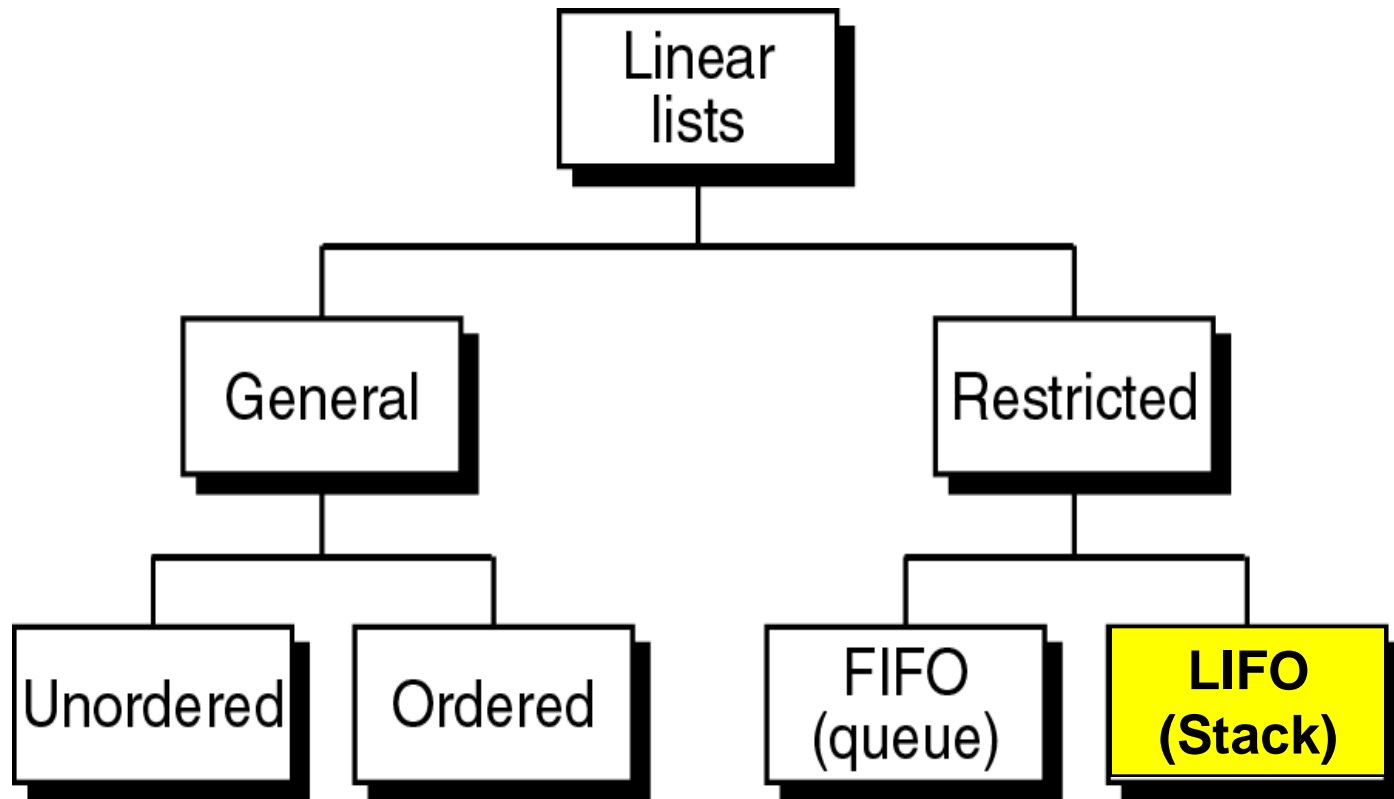 Linear
lists
General
Restricted
Unordered
Ordered
FIFO
(queue)
LIFO
(Stack)